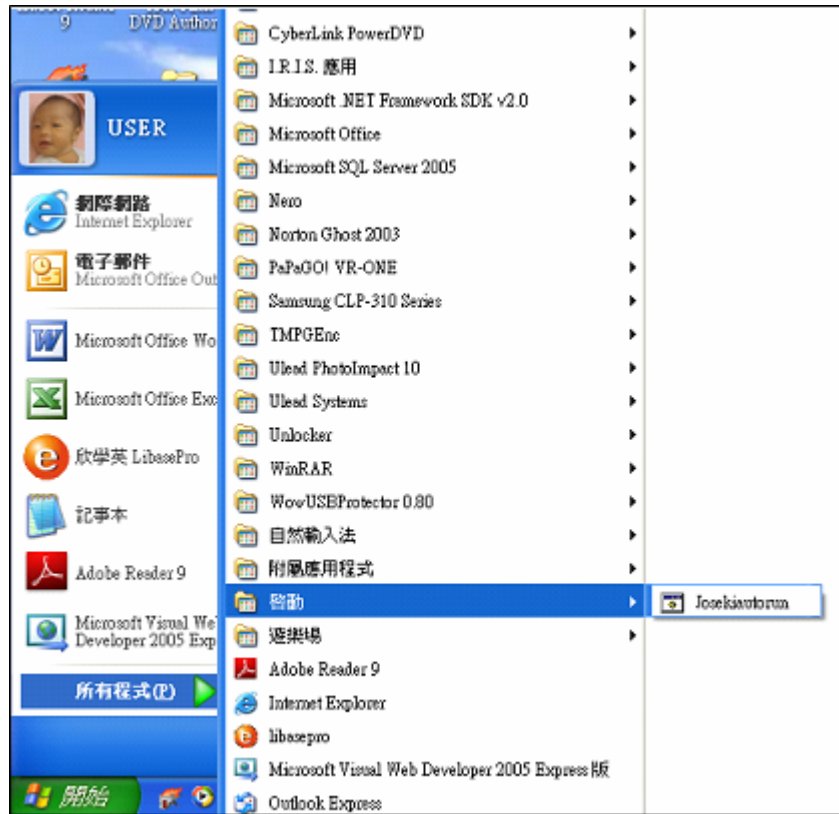 9
DVD Author
USER
網際網路
Internet Explorer
電子郵件
Microsoft Office Out
Microsoft Office Wo
Microsoft Office Exc
欣學英 LibasePro
記事本
Adobe Reader 9
Microsoft Visual We
Developer 2005 Exp
所有程式(P)
開始
CyberLink PowerDVD
I.R.I.S. 應用
Microsoft .NET Framework SDK v2.0
Microsoft Office
Microsoft SQL Server 2005
Nero
Norton Ghost 2003
PaPaGO! VR-ONE
Samsung CLP-310 Series
TMPGEnc
Ulead PhotoImpact 10
Ulead Systems
Unlocker
WinRAR
WowUSBProtector 0.80
自然輸入法
附屬應用程式
啟動
遊樂場
Adobe Reader 9
Internet Explorer
libasepro
Microsoft Visual Web Developer 2005 Express 版
Outlook Express
Josekiautorun